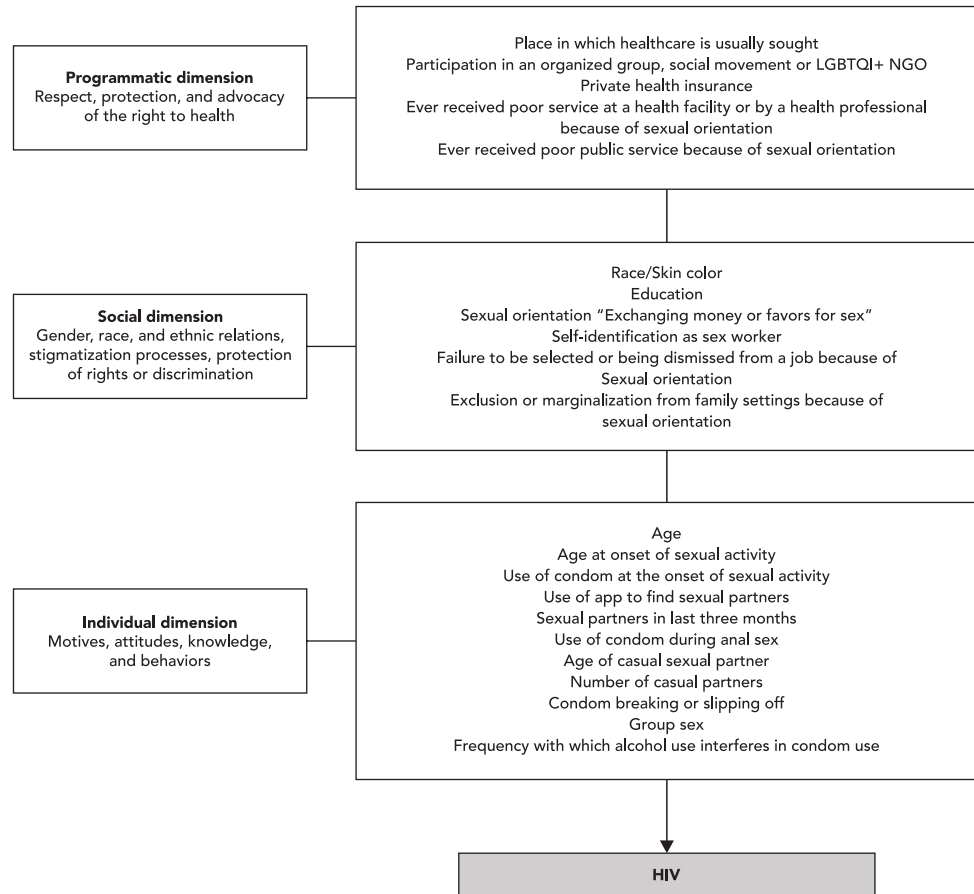 Programmatic dimension
Respect, protection, and advocacy
of the right to health
Place in which healthcare is usually sought
Participation in an organized group, social movement or LGBTQI+ NGO
Private health insurance
Ever received poor service at a health facility or by a health professional
because of sexual orientation
Ever received poor public service because of sexual orientation
Social dimension
Gender, race, and ethnic relations,
stigmatization processes, protection
of rights or discrimination
Race/Skin color
Education
Sexual orientation “Exchanging money or favors for sex”
Self-identification as sex worker
Failure to be selected or being dismissed from a job because of
Sexual orientation
Exclusion or marginalization from family settings because of
sexual orientation
Individual dimension
Motives, attitudes, knowledge,
and behaviors
Age
Age at onset of sexual activity
Use of condom at the onset of sexual activity
Use of app to find sexual partners
Sexual partners in last three months
Use of condom during anal sex
Age of casual sexual partner
Number of casual partners
Condom breaking or slipping off
Group sex
Frequency with which alcohol use interferes in condom use
HIV